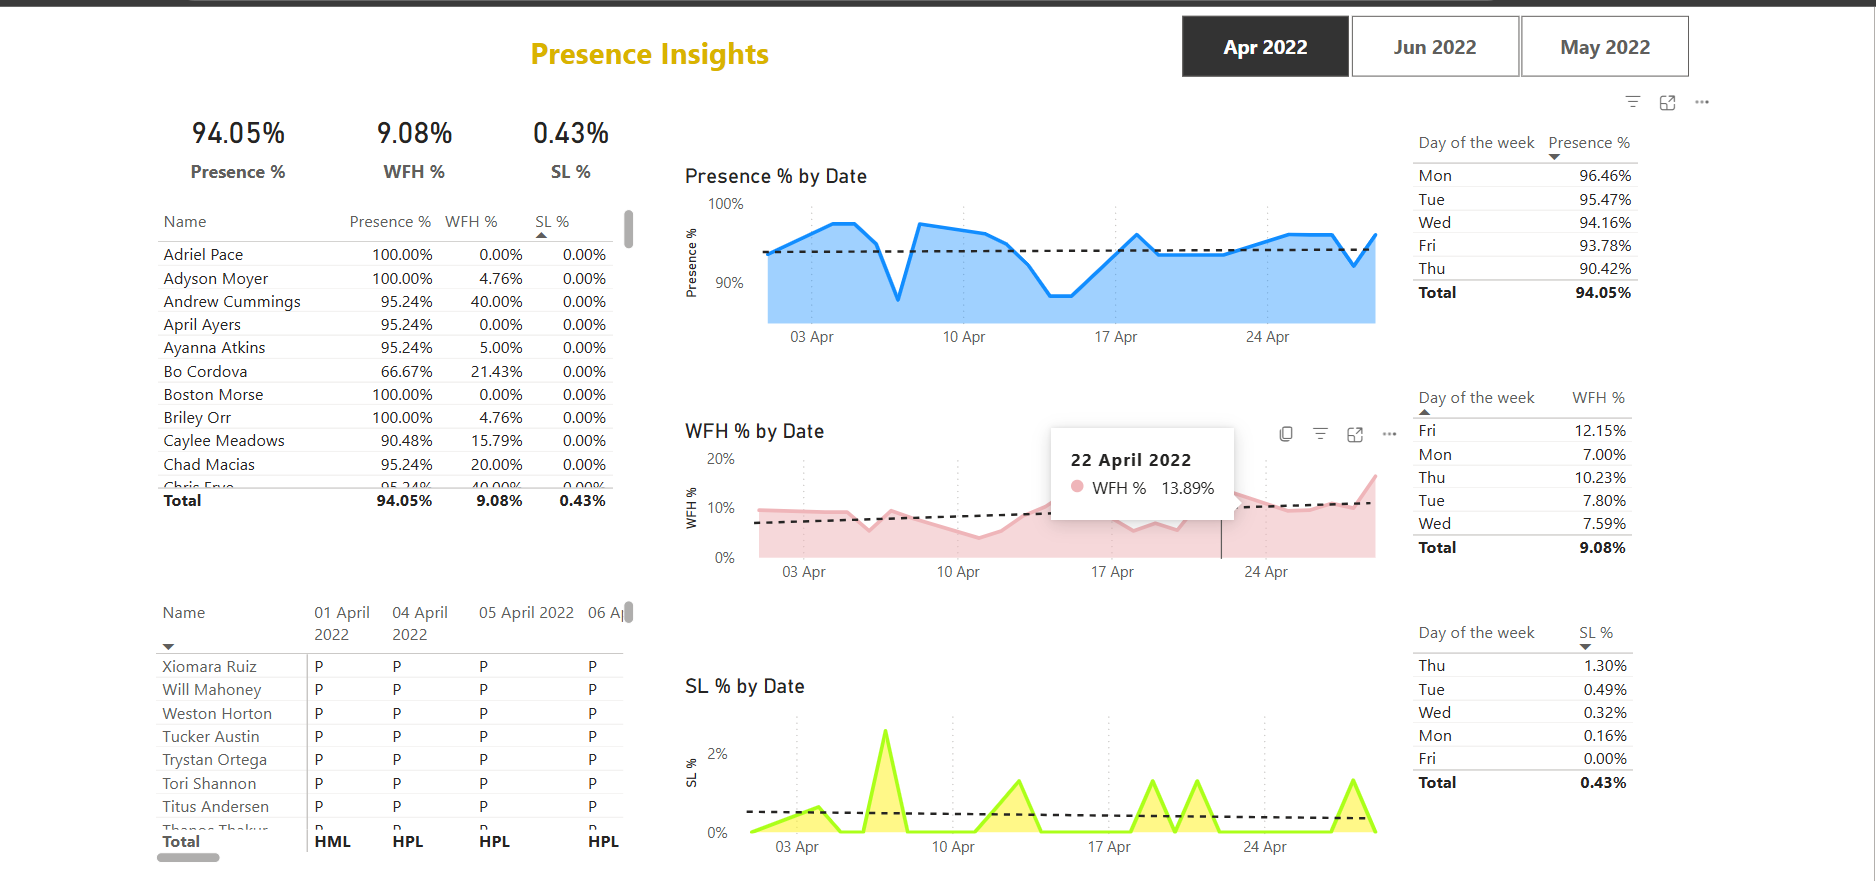 Presence Insights
Apr 2022
Jun 2022
May 2022
94.05%
9.08%
0.43%
Presence %
WFH %
SL %
Name Presence % WFH % SL %
Adriel Pace 100.00% 0.00% 0.00%
Adyson Moyer 100.00% 4.76% 0.00%
Andrew Cummings 95.24% 40.00% 0.00%
April Ayers 95.24% 0.00% 0.00%
Ayanna Atkins 95.24% 5.00% 0.00%
Bo Cordova 66.67% 21.43% 0.00%
Boston Morse 100.00% 0.00% 0.00%
Briley Orr 100.00% 4.76% 0.00%
Caylee Meadows 90.48% 15.79% 0.00%
Chad Macias 95.24% 20.00% 0.00%
Chris Frye 95.24% 40.00% 0.00%
Total 94.05% 9.08% 0.43%
Name 01 April 2022 04 April 2022 05 April 2022 06 Ap
Xiomara Ruiz P P P P
Will Mahoney P P P P
Weston Horton P P P P
Tucker Austin P P P P
Trystan Ortega P P P P
Tori Shannon P P P P
Titus Andersen P P P P
Thanos Thakur P P P P
Total HML HPL HPL HPL
Presence % by Date
Presence %
100%
90%
03 Apr 10 Apr 17 Apr 24 Apr
WFH % by Date
WFH %
20%
10%
0%
03 Apr 10 Apr 17 Apr 24 Apr
22 April 2022
WFH % 13.89%
SL % by Date
SL %
2%
0%
03 Apr 10 Apr 17 Apr 24 Apr
Day of the week Presence %
Mon 96.46%
Tue 95.47%
Wed 94.16%
Fri 93.78%
Thu 90.42%
Total 94.05%
Day of the week WFH %
Fri 12.15%
Mon 7.00%
Thu 10.23%
Tue 7.80%
Wed 7.59%
Total 9.08%
Day of the week SL %
Thu 1.30%
Tue 0.49%
Wed 0.32%
Mon 0.16%
Fri 0.00%
Total 0.43%